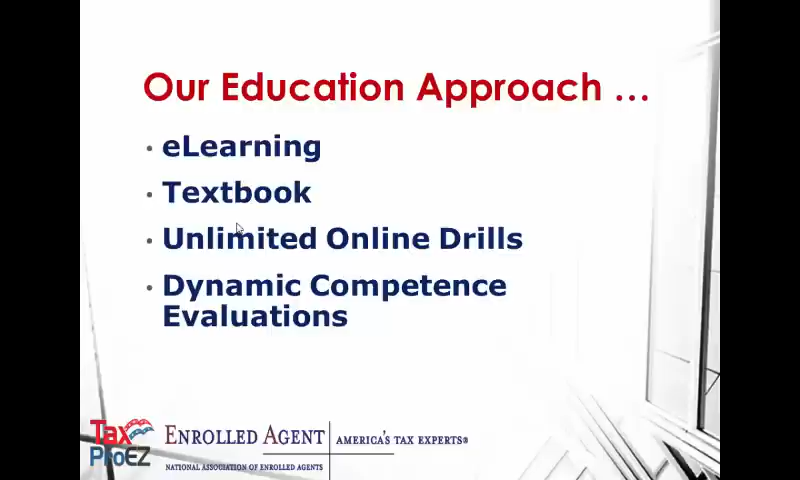 Our Education Approach …
• eLearning
• Textbook
• Unlimited Online Drills
• Dynamic Competence
Evaluations
Tax
ProEZ
ENROLLED AGENT
AMERICA'S TAX EXPERTS®
NATIONAL ASSOCIATION OF ENROLLED AGENTS